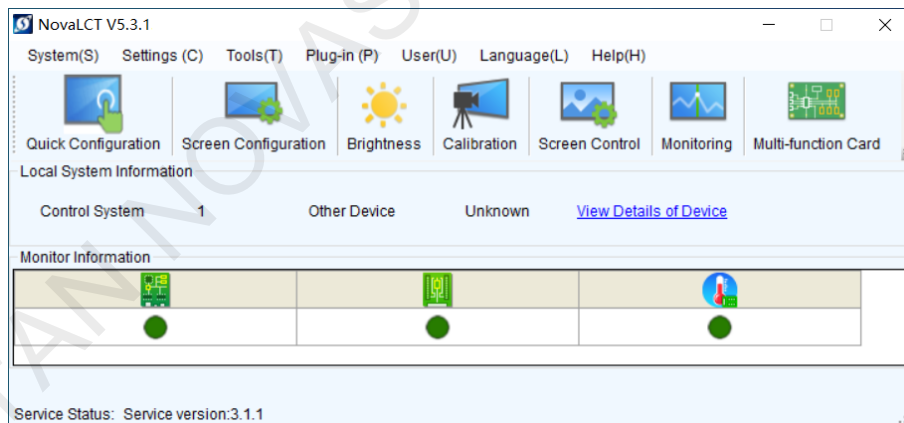 NovaLCT V5.3.1
System(S) Settings (C) Tools(T) Plug-in (P) User(U) Language(L) Help(H)
Quick Configuration Screen Configuration Brightness Calibration Screen Control Monitoring Multi-function Card
Local System Information
Control System 1 Other Device Unknown View Details of Device
Monitor Information
Service Status: Service version:3.1.1